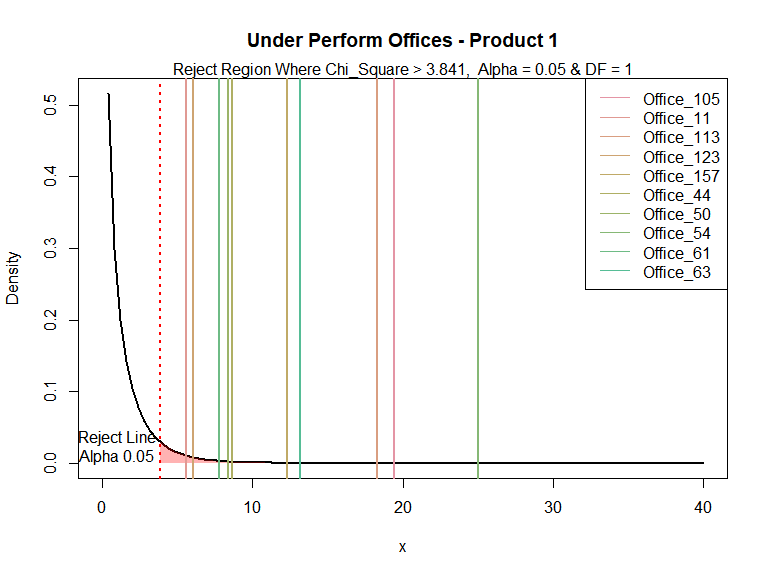 Under Perform Offices - Product 1
Reject Region Where Chi_Square > 3.841,  Alpha = 0.05 & DF = 1
Office_105
Office_11
Office_113
Office_123
Office_157
Office_44
Office_50
Office_54
Office_61
Office_63
0.5
0.4
0.3
0.2
0.1
0.0
Density
Reject Line
Alpha 0.05
0
10
20
30
40
x